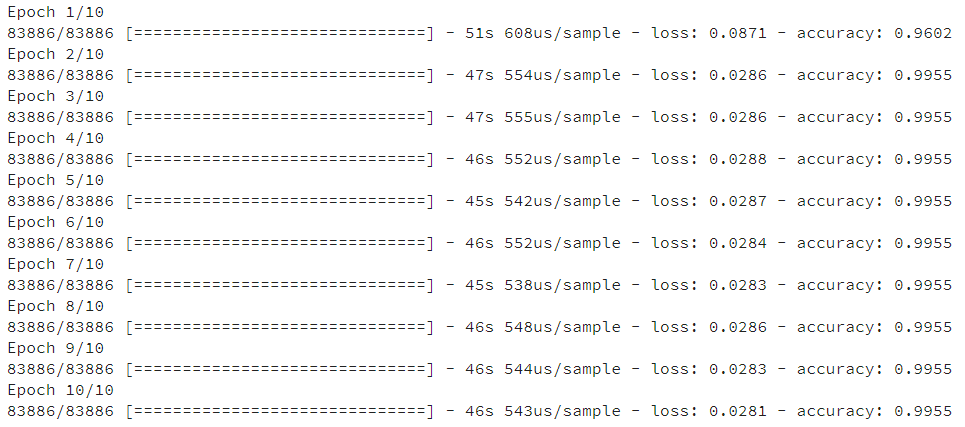 Epoch 1/10
83886/83886 [==============================] - 51s 608us/sample - loss: 0.0871 - accuracy: 0.9602
Epoch 2/10
83886/83886 [==============================] - 47s 554us/sample - loss: 0.0286 - accuracy: 0.9955
Epoch 3/10
83886/83886 [==============================] - 47s 555us/sample - loss: 0.0286 - accuracy: 0.9955
Epoch 4/10
83886/83886 [==============================] - 46s 552us/sample - loss: 0.0288 - accuracy: 0.9955
Epoch 5/10
83886/83886 [==============================] - 45s 542us/sample - loss: 0.0287 - accuracy: 0.9955
Epoch 6/10
83886/83886 [==============================] - 46s 552us/sample - loss: 0.0284 - accuracy: 0.9955
Epoch 7/10
83886/83886 [==============================] - 45s 538us/sample - loss: 0.0283 - accuracy: 0.9955
Epoch 8/10
83886/83886 [==============================] - 46s 548us/sample - loss: 0.0286 - accuracy: 0.9955
Epoch 9/10
83886/83886 [==============================] - 46s 544us/sample - loss: 0.0283 - accuracy: 0.9955
Epoch 10/10
83886/83886 [==============================] - 46s 543us/sample - loss: 0.0281 - accuracy: 0.9955